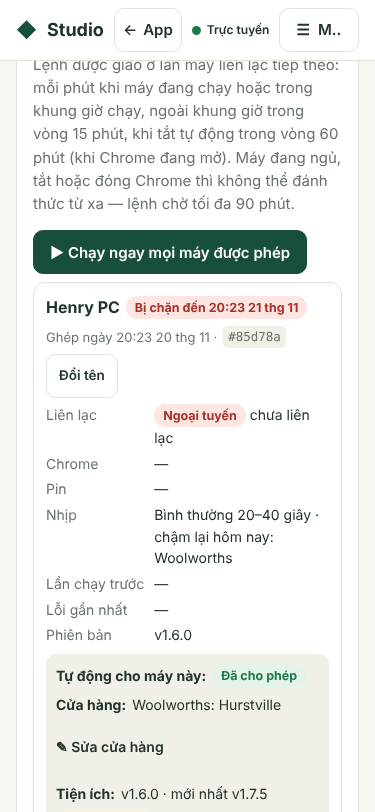 Studio
← App
Trực tuyến
☰ M..
Lệnh được giao ở lần máy liên lạc tiếp theo:
mỗi phút khi máy đang chạy hoặc trong
khung giờ chạy, ngoài khung giờ trong
vòng 15 phút, khi tắt tự động trong vòng 60
phút (khi Chrome đang mở). Máy đang ngủ,
tắt hoặc đóng Chrome thì không thể đánh
thức từ xa — lệnh chờ tối đa 90 phút.
▶ Chạy ngay mọi máy được phép
Henry PC Bị chặn đến 20:23 21 thg 11
Ghép ngày 20:23 20 thg 11 · #85d78a
Đổi tên
Liên lạc Ngoại tuyến chưa liên
lạc
Chrome —
Pin —
Nhịp Bình thường 20–40 giây ·
chậm lại hôm nay:
Woolworths
Lần chạy trước —
Lỗi gần nhất —
Phiên bản v1.6.0
Tự động cho máy này: Đã cho phép
Cửa hàng: Woolworths: Hurstville
✎ Sửa cửa hàng
Tiện ích: v1.6.0 · mới nhất v1.7.5